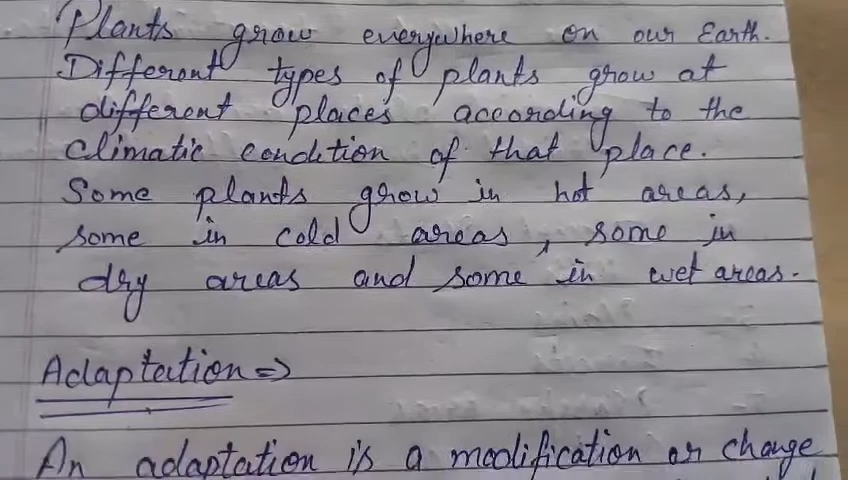 Plants grow everywhere on our Earth.
Different types of plants grow at
different places according to the
climatic condition of that place.
Some plants grow in hot areas,
some in cold areas, some in
dry areas and some in wet areas.
Adaptation =>
An adaptation is a modification or change